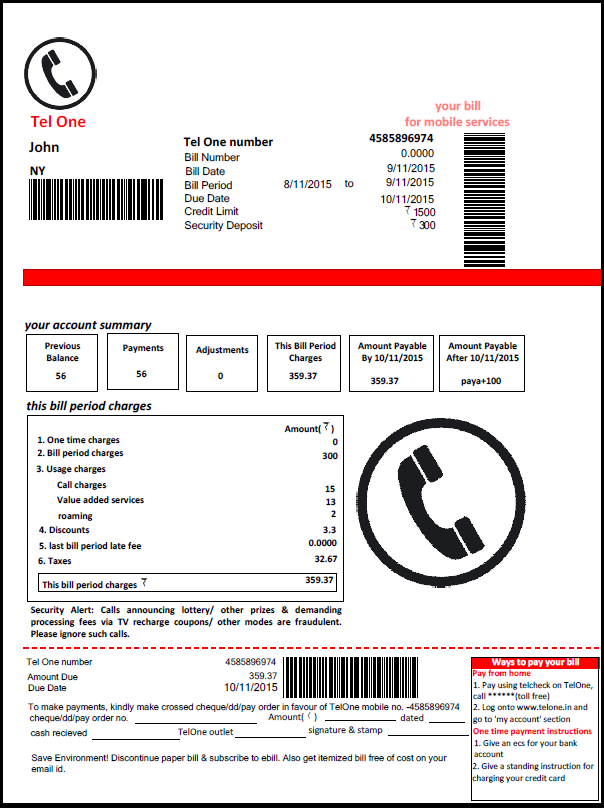 Tel One
your bill
for mobile services
John
NY
Tel One number 4585896974
Bill Number 0.0000
Bill Date 9/11/2015
Bill Period 8/11/2015 to 9/11/2015
Due Date 10/11/2015
Credit Limit ₹ 1500
Security Deposit ₹ 300
your account summary
Previous Balance 56
Payments 56
Adjustments 0
This Bill Period Charges 359.37
Amount Payable By 10/11/2015 359.37
Amount Payable After 10/11/2015 paya+100
this bill period charges
Amount(₹)
1. One time charges 0
2. Bill period charges 300
3. Usage charges
Call charges 15
Value added services 13
roaming 2
4. Discounts 3.3
5. last bill period late fee 0.0000
6. Taxes 32.67
This bill period charges ₹ 359.37
Security Alert: Calls announcing lottery/ other prizes & demanding
processing fees via TV recharge coupons/ other modes are fraudulent.
Please ignore such calls.
Tel One number 4585896974
Amount Due 359.37
Due Date 10/11/2015
To make payments, kindly make crossed cheque/dd/pay order in favour of TelOne mobile no. -4585896974
cheque/dd/pay order no. Amount(₹) dated
cash recieved TelOne outlet signature & stamp
Save Environment! Discontinue paper bill & subscribe to ebill. Also get itemized bill free of cost on your
email id.
Ways to pay your bill
Pay from home
1. Pay using telcheck on TelOne,
call ******(toll free)
2. Log onto www.telone.in and
go to 'my account' section
One time payment instructions
1. Give an ecs for your bank
account
2. Give a standing instruction for
charging your credit card